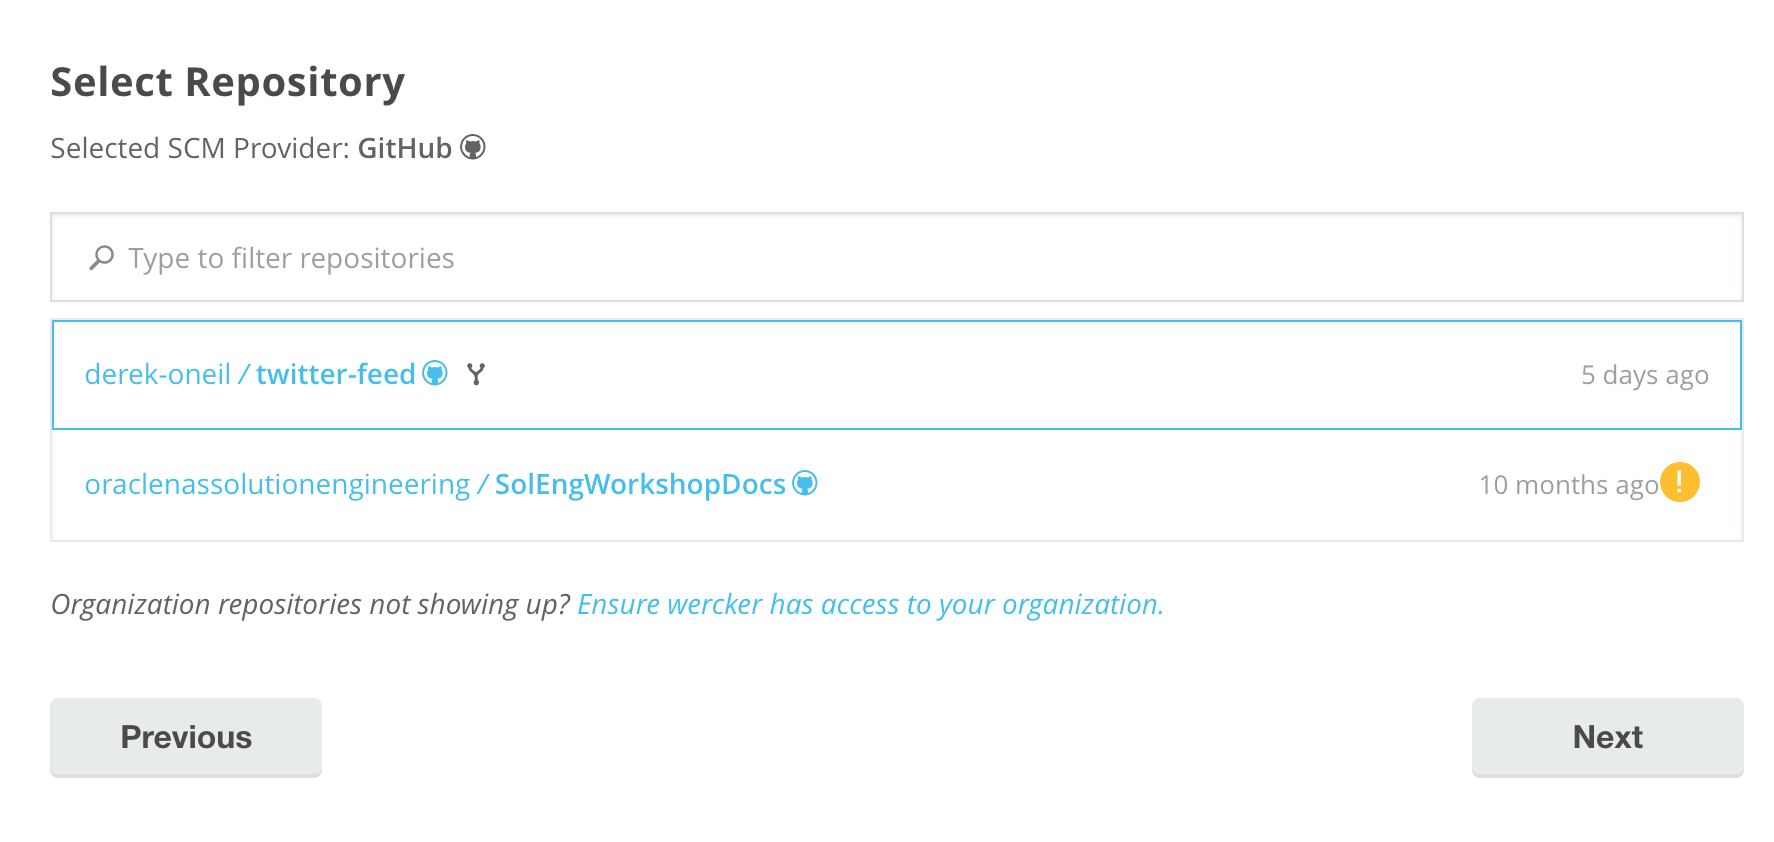 Select Repository
Selected SCM Provider: GitHub
Type to filter repositories
derek-oneil / twitter-feed 5 days ago
oraclenassolutionengineering / SolEngWorkshopDocs 10 months ago !
Organization repositories not showing up? Ensure wercker has access to your organization.
Previous Next